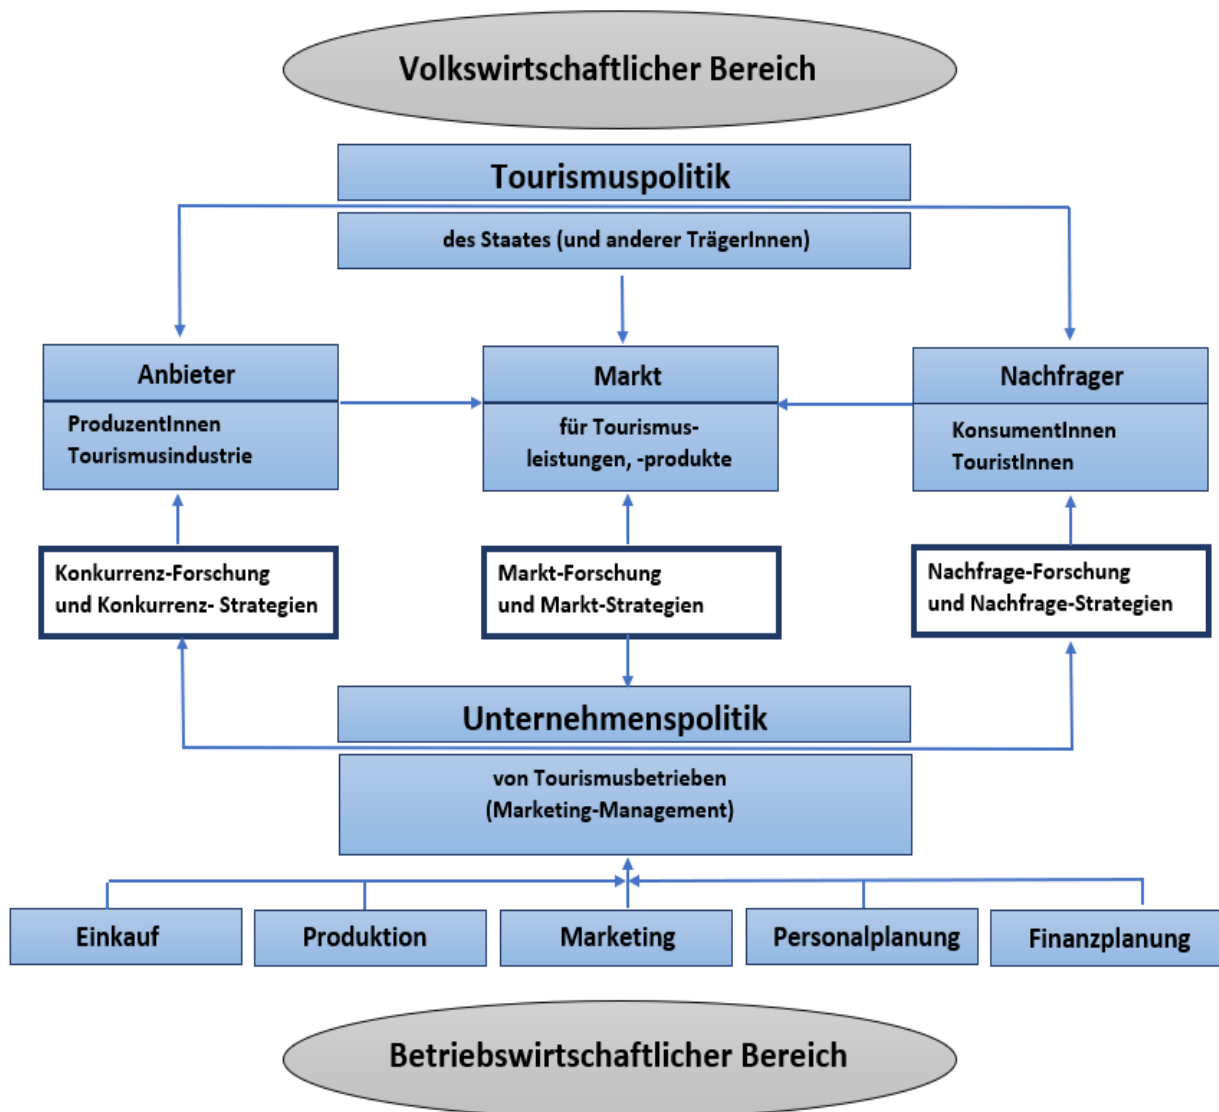 Volkswirtschaftlicher Bereich
Tourismuspolitik
des Staates (und anderer TrägerInnen)
Anbieter
ProduzentInnen
Tourismusindustrie
Markt
für Tourismus-
leistungen, -produkte
Nachfrager
KonsumentInnen
TouristInnen
Konkurrenz-Forschung
und Konkurrenz- Strategien
Markt-Forschung
und Markt-Strategien
Nachfrage-Forschung
und Nachfrage-Strategien
Unternehmenspolitik
von Tourismusbetrieben
(Marketing-Management)
Einkauf
Produktion
Marketing
Personalplanung
Finanzplanung
Betriebswirtschaftlicher Bereich